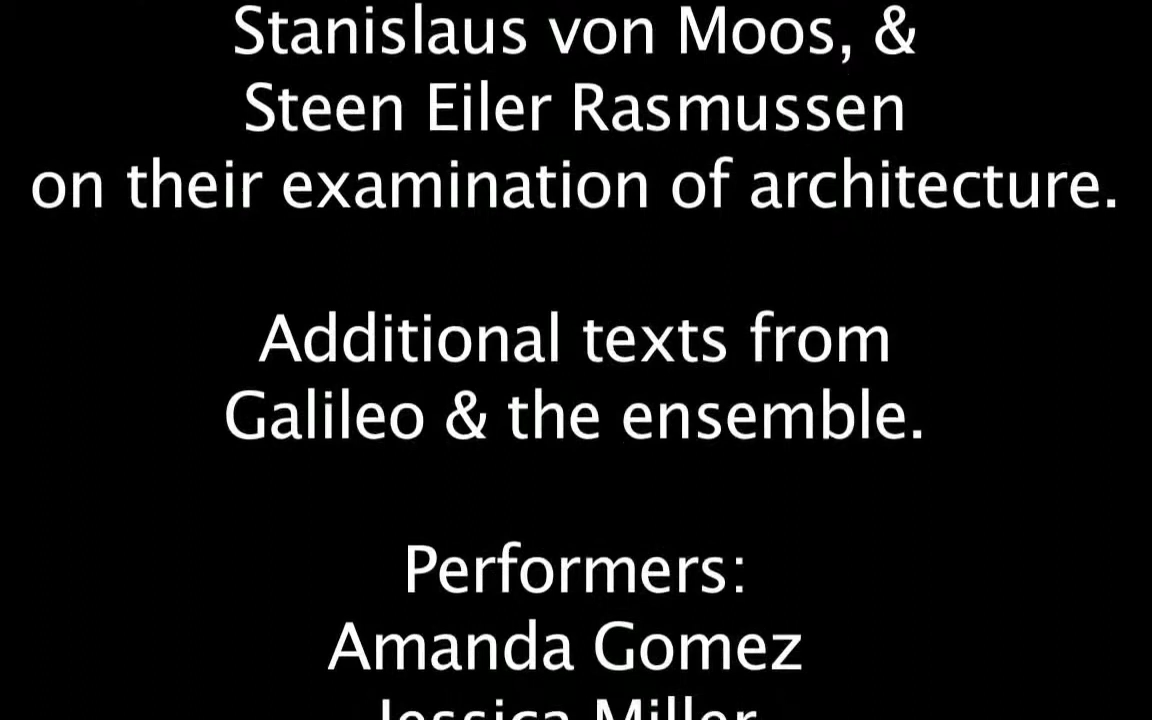 Stanislaus von Moos, &
Steen Eiler Rasmussen
on their examination of architecture.
Additional texts from
Galileo & the ensemble.
Performers:
Amanda Gomez
Jessica Miller